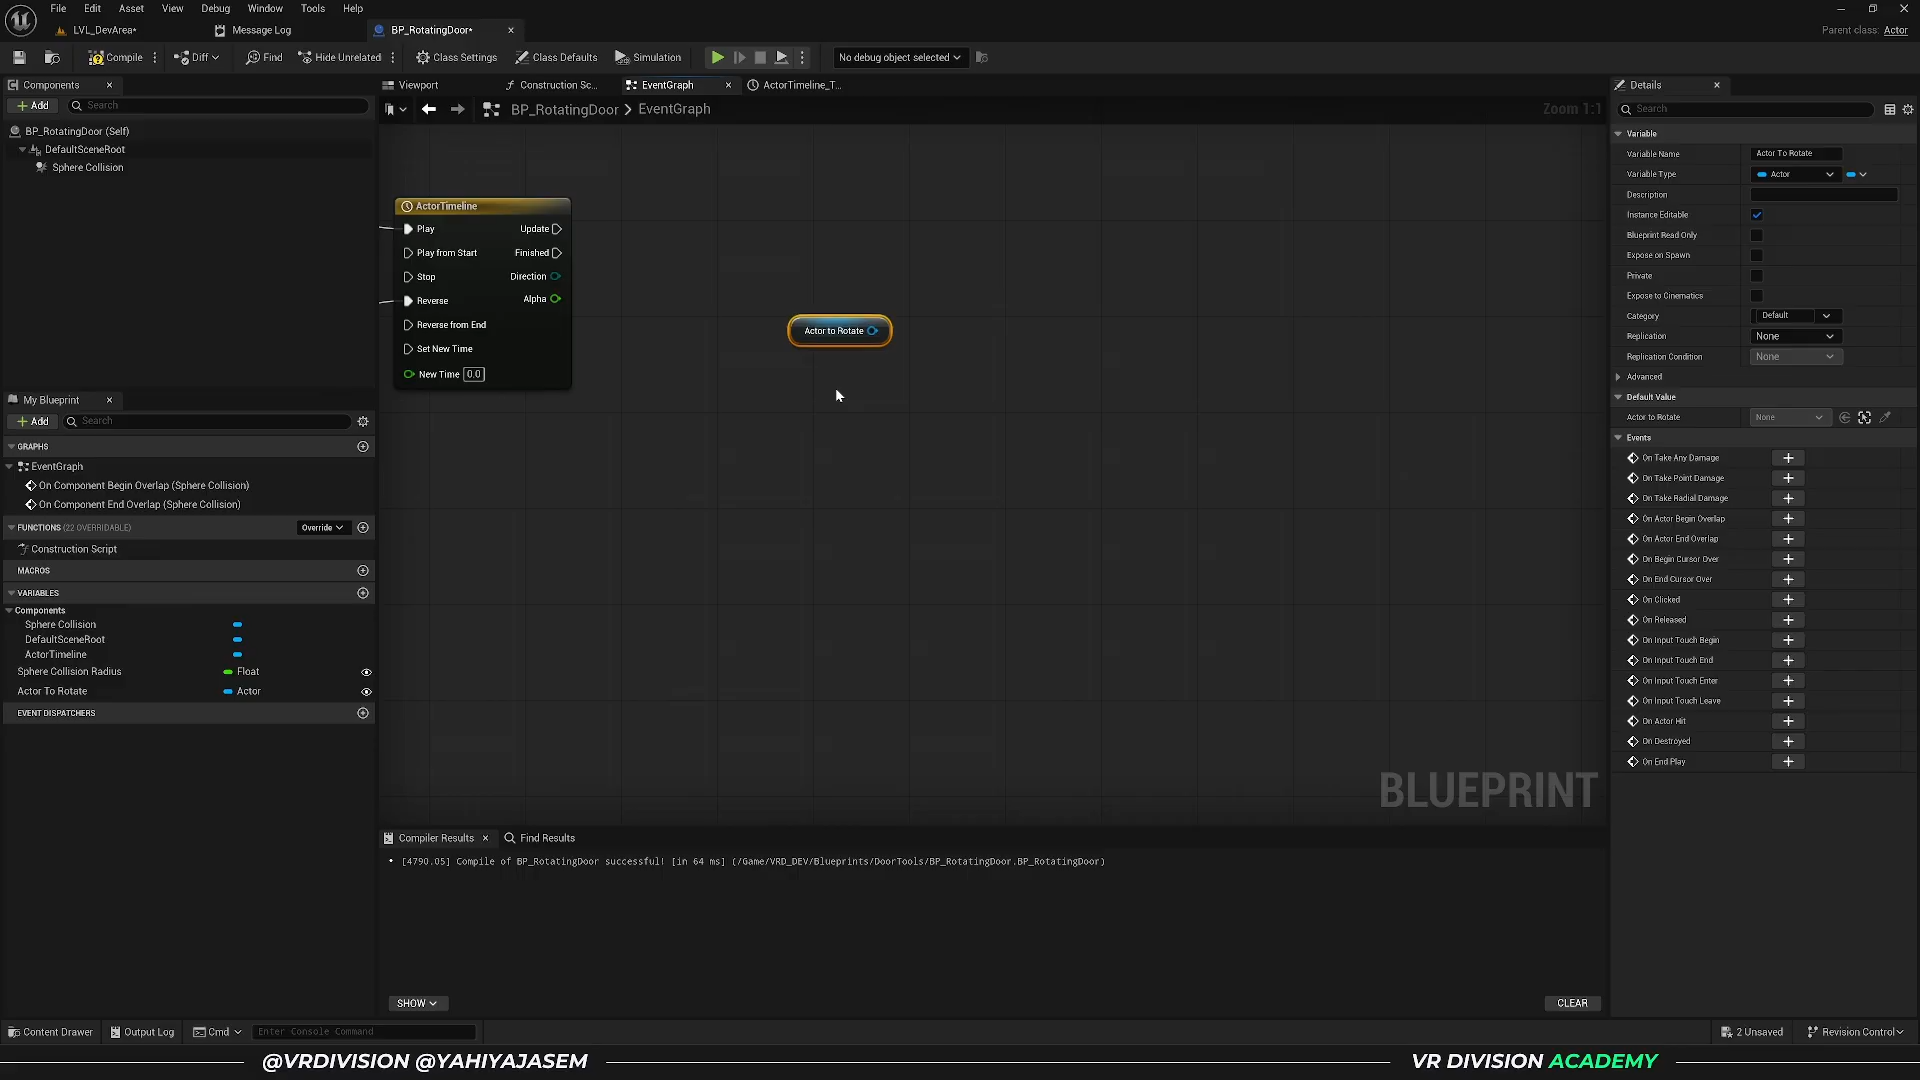 File Edit Asset View Debug Window Tools Help
LVL_DevArea* Message Log BP_RotatingDoor*
Parent class: Actor
Compile Diff Find Hide Unrelated Class Settings Class Defaults Simulation No debug object selected
Components
Add Search
BP_RotatingDoor (Self)
DefaultSceneRoot
Sphere Collision
My Blueprint
Add Search
GRAPHS
EventGraph
On Component Begin Overlap (Sphere Collision)
On Component End Overlap (Sphere Collision)
FUNCTIONS (22 OVERRIDABLE) Override
Construction Script
MACROS
VARIABLES
Components
Sphere Collision
DefaultSceneRoot
ActorTimeline
Sphere Collision Radius Float
Actor To Rotate Actor
EVENT DISPATCHERS
Viewport Construction Sc... EventGraph ActorTimeline_T...
BP_RotatingDoor > EventGraph Zoom 1:1
ActorTimeline
Play Update
Play from Start Finished
Stop Direction
Reverse Alpha
Reverse from End
Set New Time
New Time 0.0
Actor to Rotate
BLUEPRINT
Compiler Results Find Results
[4790.05] Compile of BP_RotatingDoor successful! [in 64 ms] (/Game/VRD_DEV/Blueprints/DoorTools/BP_RotatingDoor.BP_RotatingDoor)
SHOW CLEAR
Details
Search
Variable
Variable Name Actor To Rotate
Variable Type Actor
Description
Instance Editable
Blueprint Read Only
Expose on Spawn
Private
Expose to Cinematics
Category Default
Replication None
Replication Condition None
Advanced
Default Value
Actor to Rotate None
Events
On Take Any Damage
On Take Point Damage
On Take Radial Damage
On Actor Begin Overlap
On Actor End Overlap
On Begin Cursor Over
On End Cursor Over
On Clicked
On Released
On Input Touch Begin
On Input Touch End
On Input Touch Enter
On Input Touch Leave
On Actor Hit
On Destroyed
On End Play
Content Drawer Output Log Cmd Enter Console Command 2 Unsaved Revision Control
@VRDIVISION @YAHIYAJASEM VR DIVISION ACADEMY